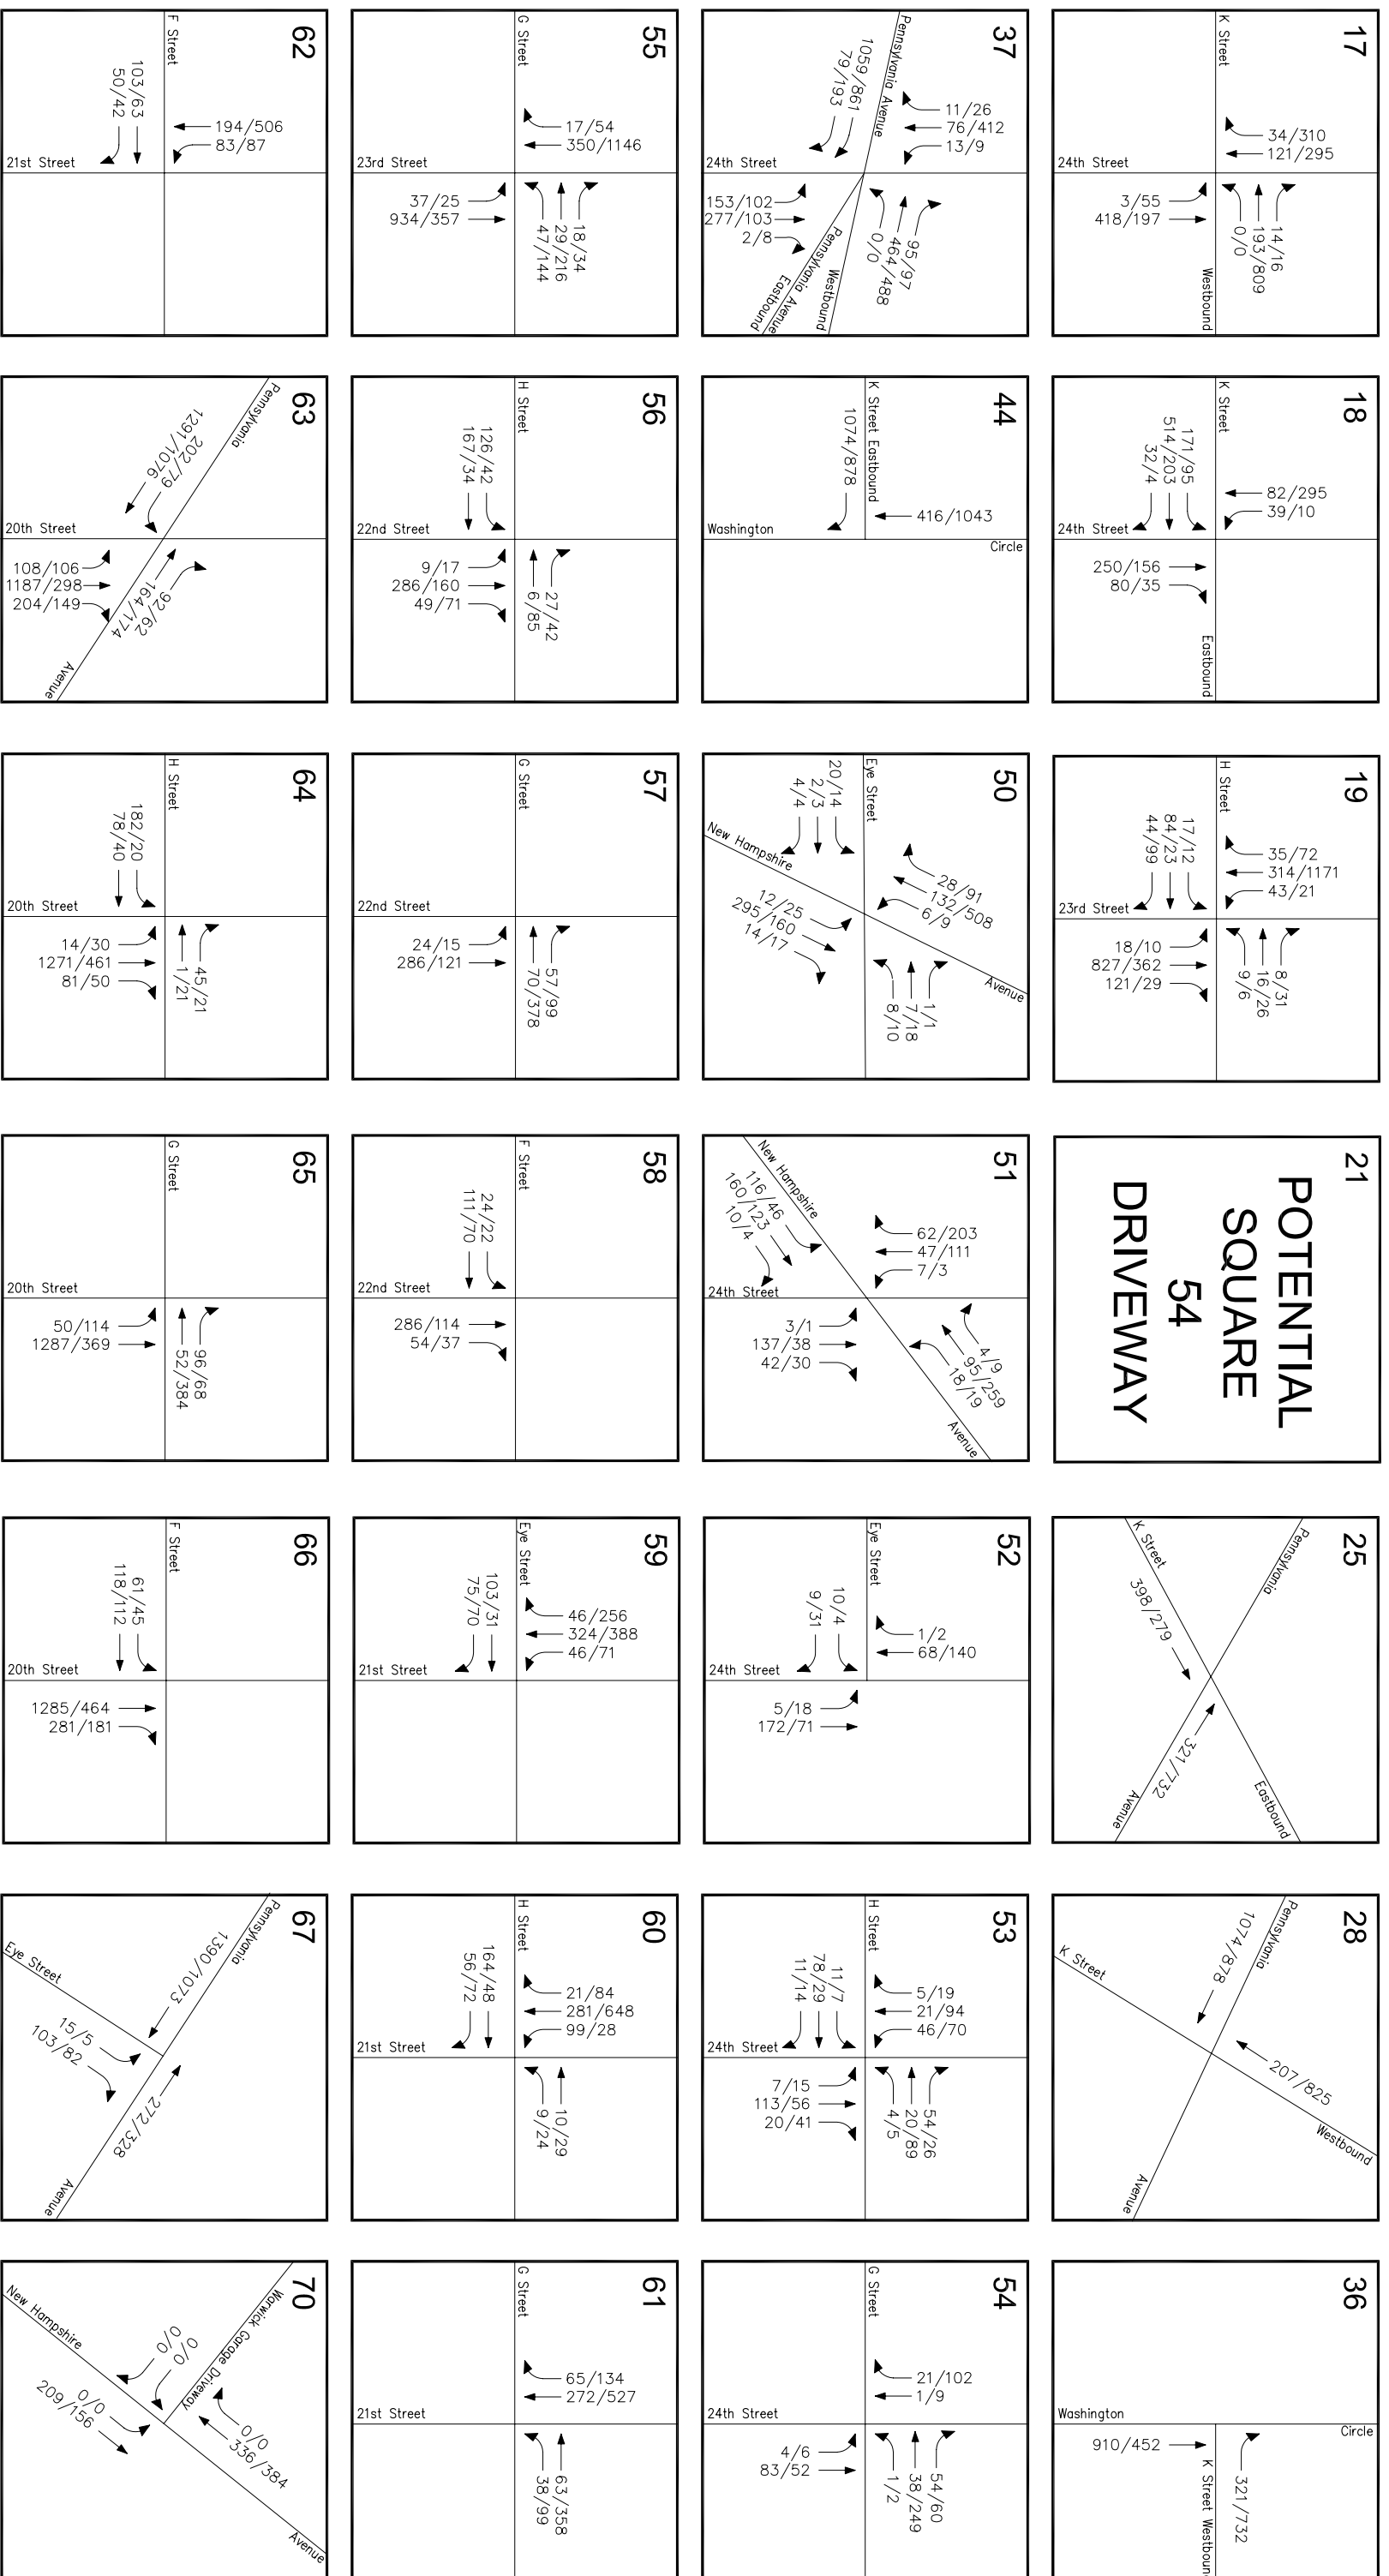 17
K Street
Westbound
24th Street
34/310
121/295
3/55
418/197
14/16
193/809
0/0
18
K Street
Eastbound
24th Street
171/95
514/203
32/4
82/295
39/10
250/156
80/35
19
H Street
23rd Street
17/12
84/23
44/99
35/72
314/1171
43/21
18/10
827/362
121/29
8/31
16/26
9/6
21
POTENTIAL
SQUARE
54
DRIVEWAY
25
K Street
Eastbound
Pennsylvania
Avenue
398/279
321/732
28
Pennsylvania
Avenue
K Street
Westbound
1074/878
207/825
36
Washington
Circle
K Street Westboun
910/452
321/732
37
Pennsylvania Avenue
24th Street
Westbound
Pennsylvania Avenue
Eastbound
1059/861
79/193
11/26
76/412
13/9
153/102
277/103
2/8
95/97
464/488
0/0
44
K Street Eastbound
Washington
Circle
1074/878
416/1043
50
Eye Street
New Hampshire
Avenue
20/14
2/3
4/4
28/91
132/508
6/9
12/25
295/160
14/17
1/1
7/18
8/10
51
New Hampshire
Avenue
24th Street
116/46
160/123
10/4
62/203
47/111
7/3
3/1
137/38
42/30
4/9
95/259
18/19
52
Eye Street
24th Street
10/4
9/31
1/2
68/140
5/18
172/71
53
H Street
24th Street
11/7
78/29
11/14
5/19
21/94
46/70
7/15
113/56
20/41
54/26
20/89
4/5
54
G Street
24th Street
21/102
1/9
4/6
83/52
54/60
38/249
1/2
55
G Street
23rd Street
17/54
350/1146
37/25
934/357
18/34
29/216
47/144
56
H Street
22nd Street
126/42
167/34
9/17
286/160
49/71
27/42
6/85
57
G Street
22nd Street
24/15
286/121
57/99
70/378
58
F Street
22nd Street
24/22
111/70
286/114
54/37
59
Eye Street
21st Street
103/31
75/70
46/256
324/388
46/71
60
H Street
21st Street
164/48
56/72
21/84
281/648
99/28
10/29
9/24
61
G Street
21st Street
65/134
272/527
63/358
38/99
62
F Street
21st Street
103/63
50/42
194/506
83/87
63
Pennsylvania
Avenue
20th Street
202/79
1291/1076
108/106
1187/298
204/149
92/62
164/174
64
H Street
20th Street
182/20
78/40
14/30
1271/461
81/50
45/21
1/21
65
G Street
20th Street
50/114
1287/369
96/68
52/384
66
F Street
20th Street
61/45
118/112
1285/464
281/181
67
Pennsylvania
Avenue
Eye Street
1390/1073
15/5
103/82
272/328
70
Warwick Garage Driveway
New Hampshire
Avenue
0/0
0/0
0/0
209/156
0/0
336/384